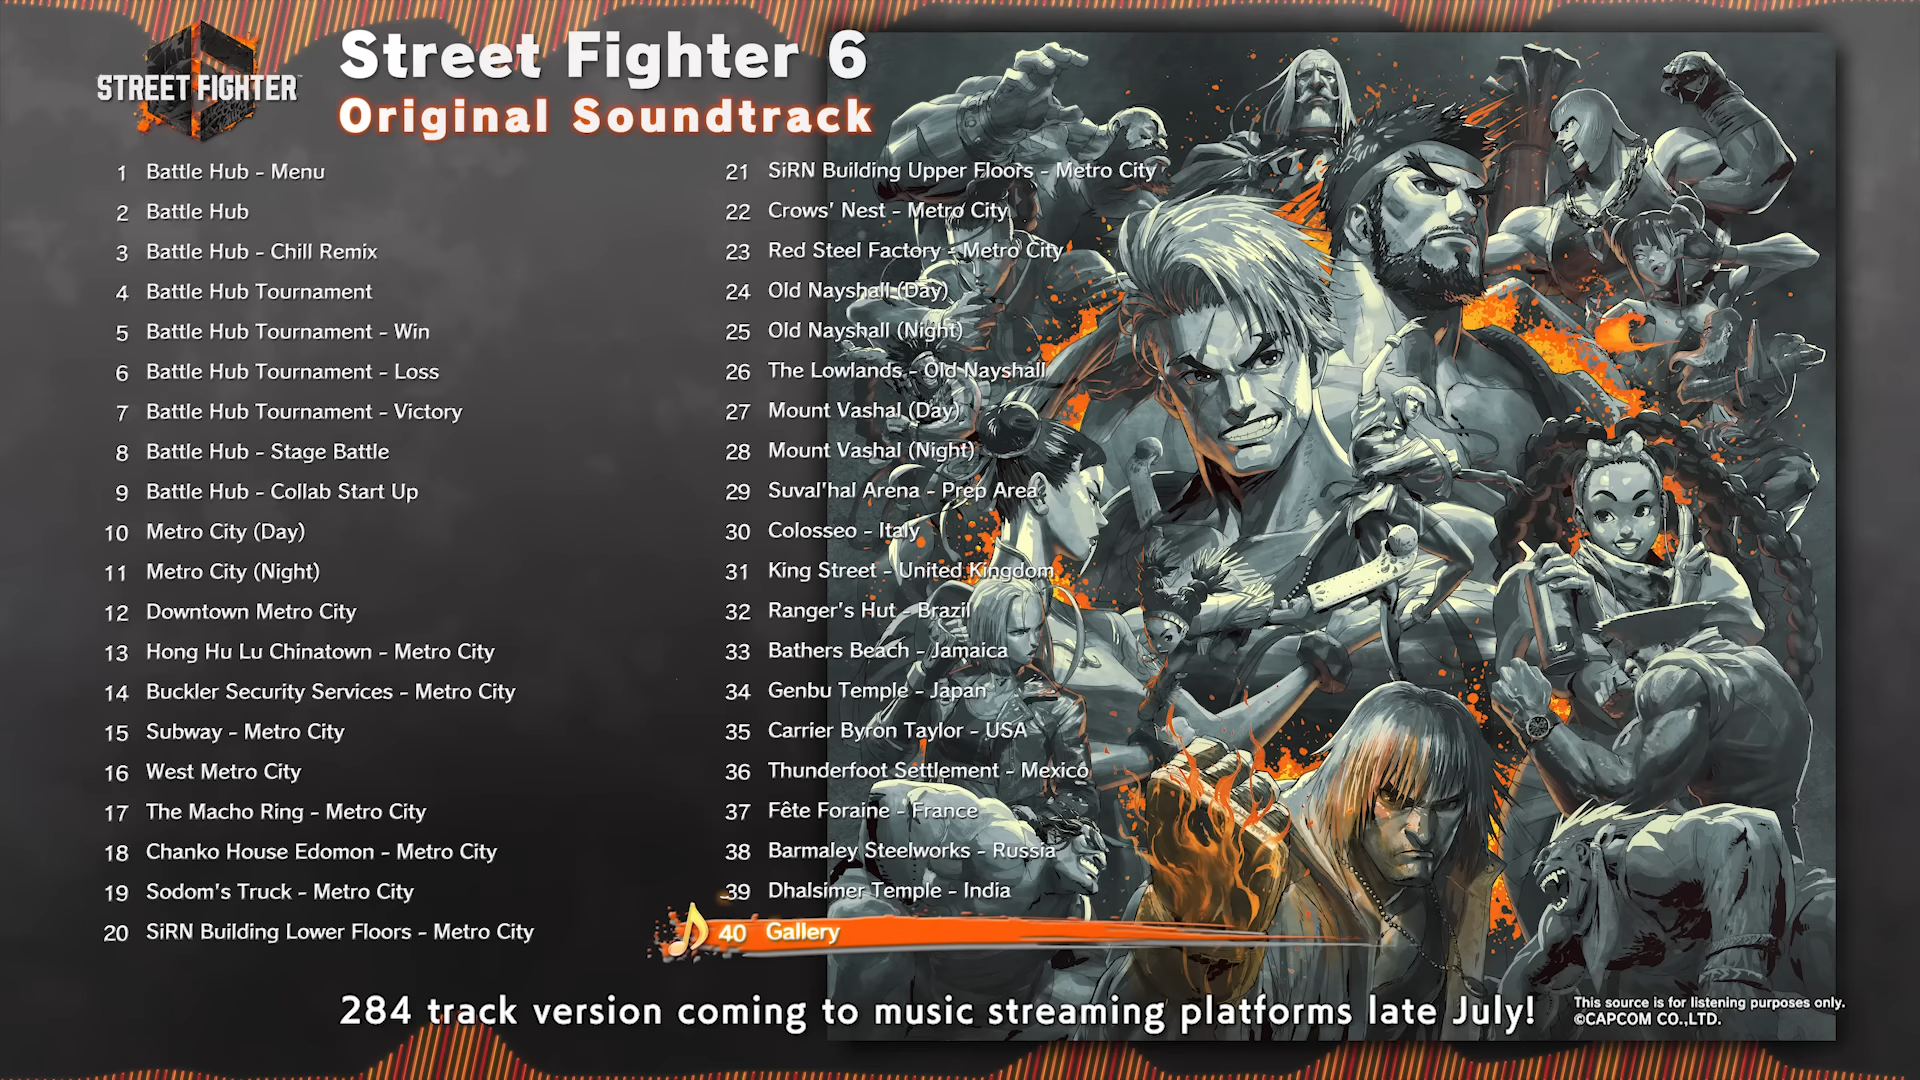 STREET FIGHTER
Street Fighter 6
Original Soundtrack
1 Battle Hub - Menu
2 Battle Hub
3 Battle Hub - Chill Remix
4 Battle Hub Tournament
5 Battle Hub Tournament - Win
6 Battle Hub Tournament - Loss
7 Battle Hub Tournament - Victory
8 Battle Hub - Stage Battle
9 Battle Hub - Collab Start Up
10 Metro City (Day)
11 Metro City (Night)
12 Downtown Metro City
13 Hong Hu Lu Chinatown - Metro City
14 Buckler Security Services - Metro City
15 Subway - Metro City
16 West Metro City
17 The Macho Ring - Metro City
18 Chanko House Edomon - Metro City
19 Sodom's Truck - Metro City
20 SiRN Building Lower Floors - Metro City
21 SiRN Building Upper Floors - Metro City
22 Crows' Nest - Metro City
23 Red Steel Factory - Metro City
24 Old Nayshall (Day)
25 Old Nayshall (Night)
26 The Lowlands - Old Nayshall
27 Mount Vashal (Day)
28 Mount Vashal (Night)
29 Suval'hal Arena - Prep Area
30 Colosseo - Italy
31 King Street - United Kingdom
32 Ranger's Hut - Brazil
33 Bathers Beach - Jamaica
34 Genbu Temple - Japan
35 Carrier Byron Taylor - USA
36 Thunderfoot Settlement - Mexico
37 Fête Foraine - France
38 Barmaley Steelworks - Russia
39 Dhalsimer Temple - India
40 Gallery
284 track version coming to music streaming platforms late July!
This source is for listening purposes only.
©CAPCOM CO.,LTD.